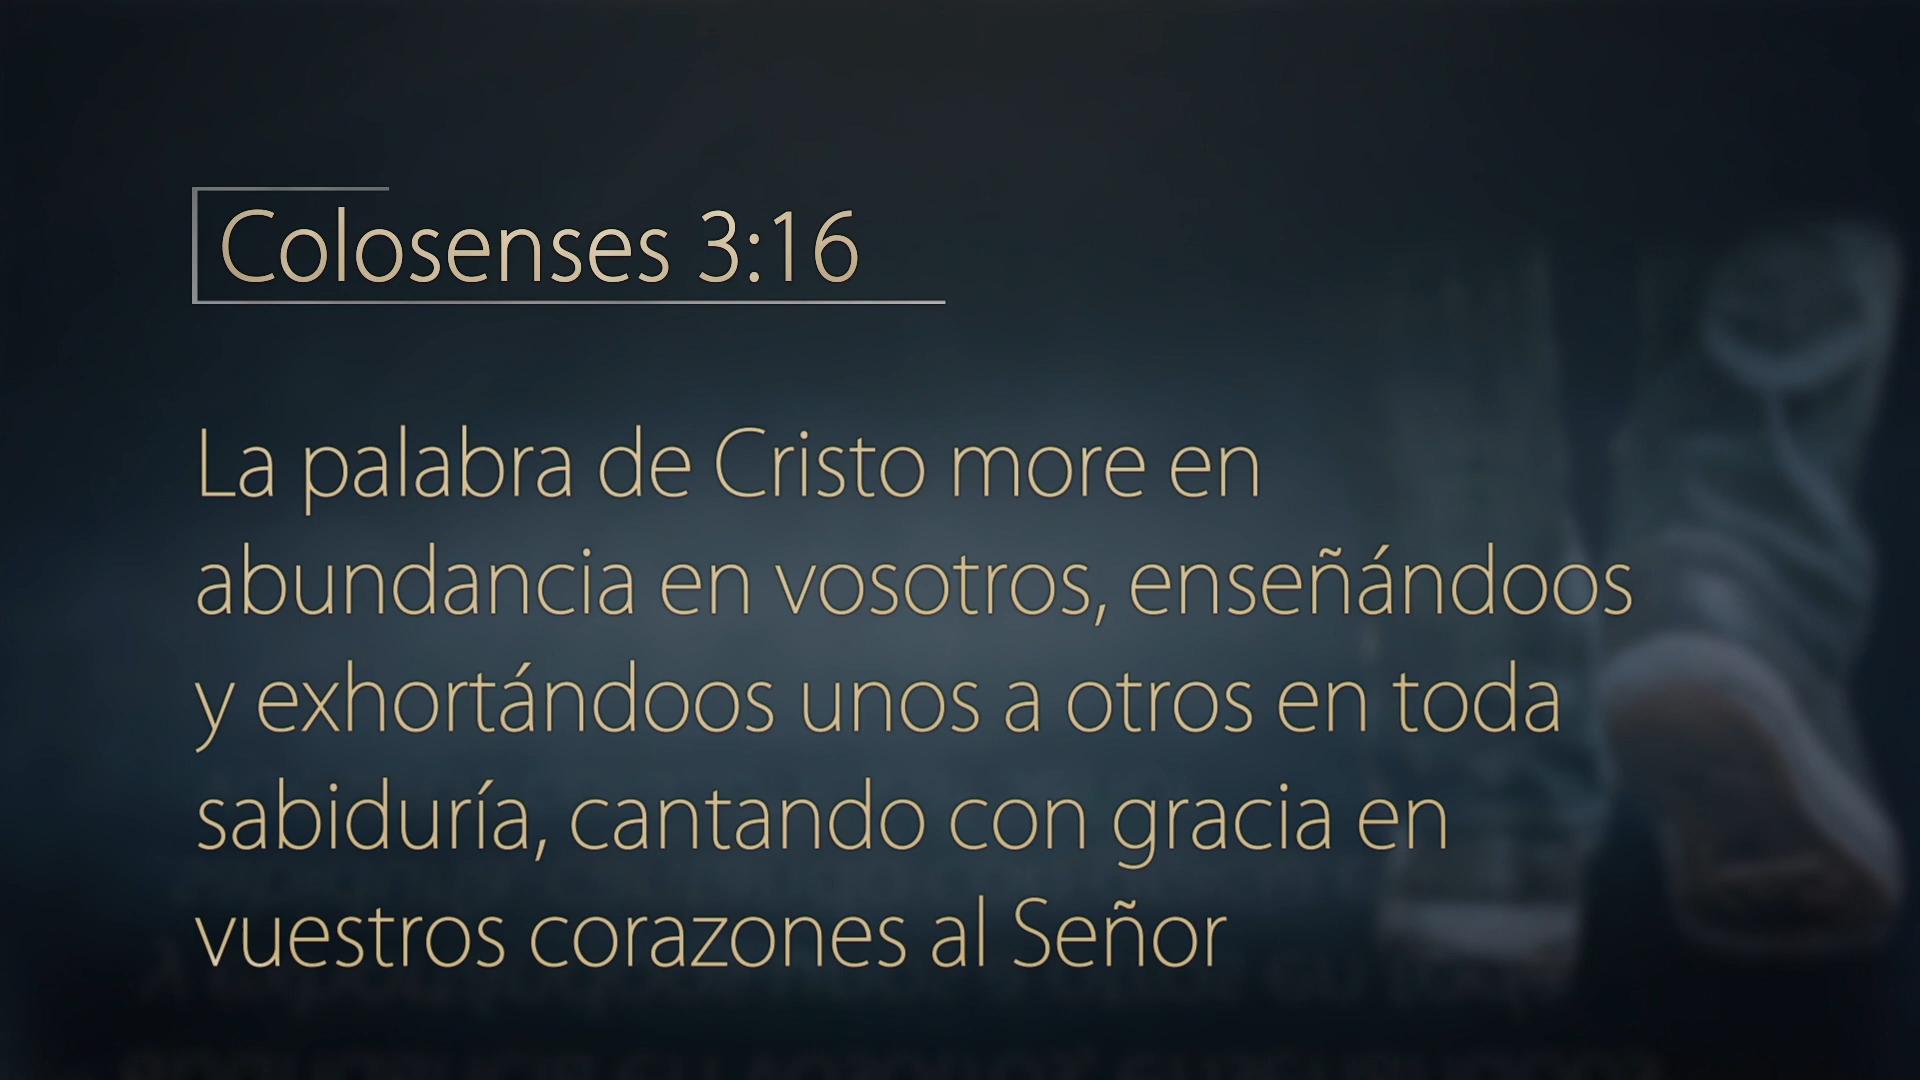 Colosenses 3:16
La palabra de Cristo more en
abundancia en vosotros, enseñándoos
y exhortándoos unos a otros en toda
sabiduría, cantando con gracia en
vuestros corazones al Señor